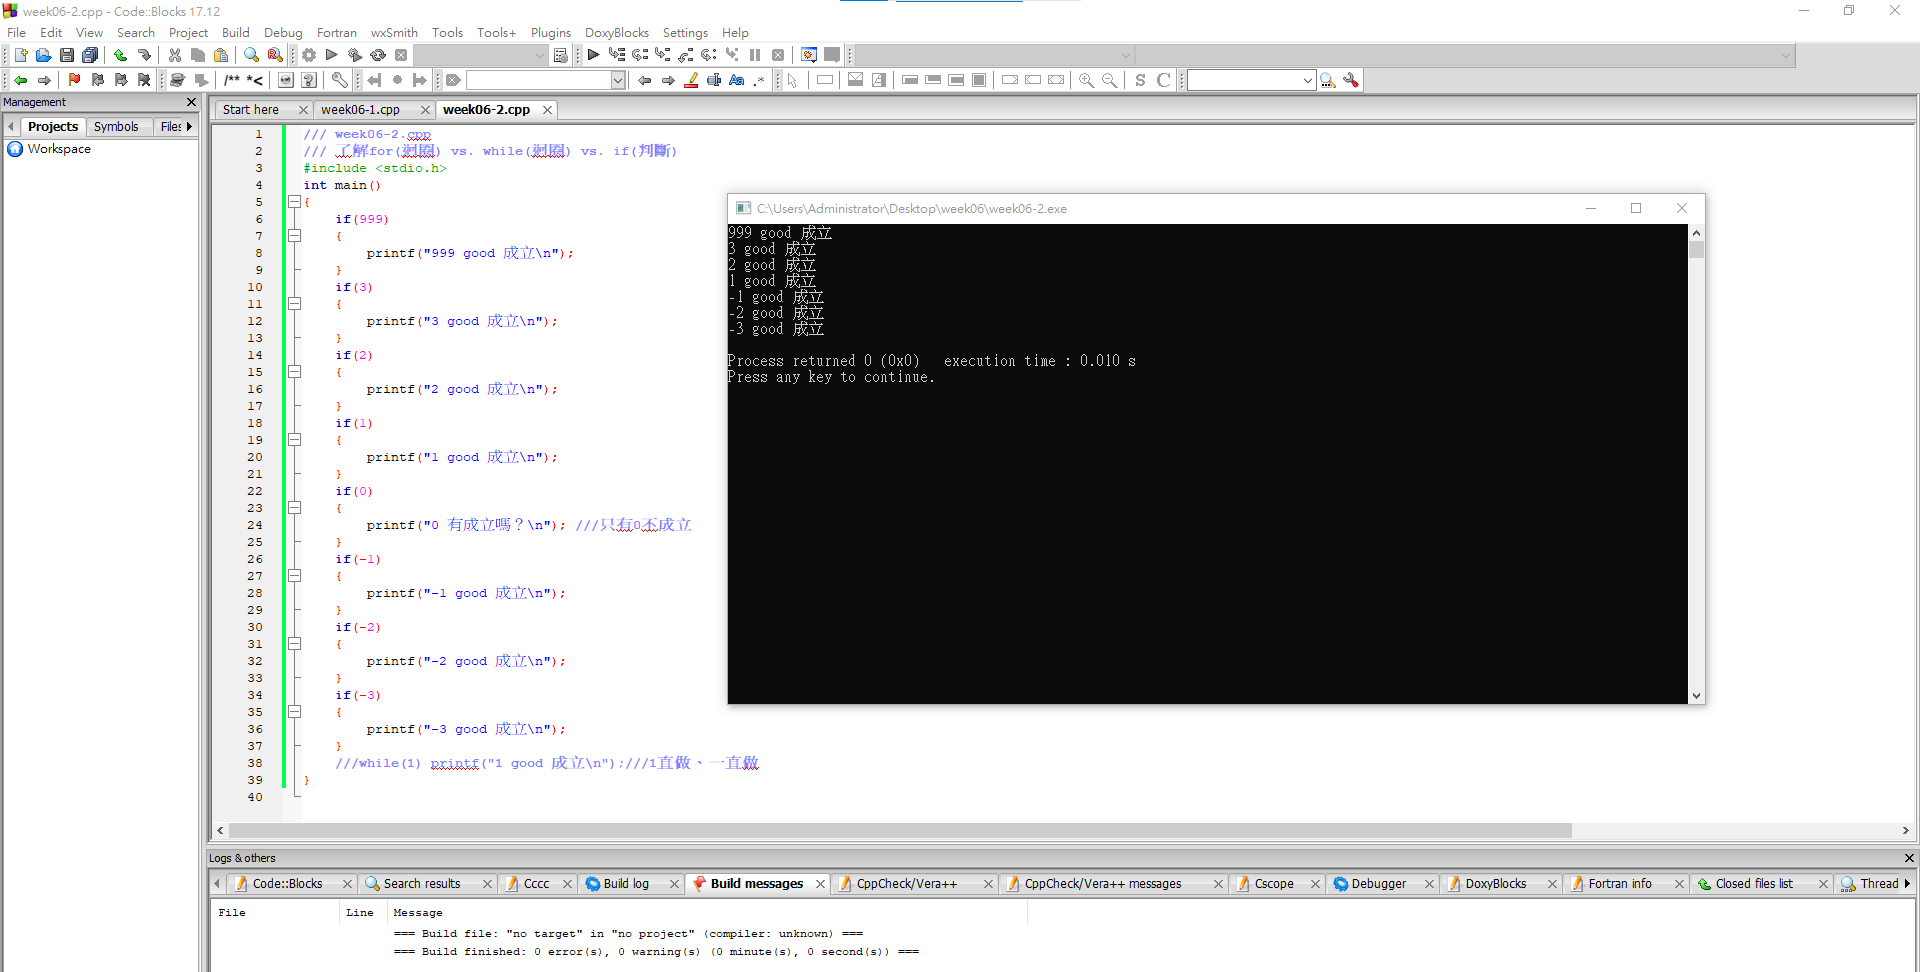 week06-2.cpp - Code::Blocks 17.12
File Edit View Search Project Build Debug Fortran wxSmith Tools Tools+ Plugins DoxyBlocks Settings Help
/** *<
S C
Management
Projects Symbols Files
Workspace
Start here week06-1.cpp week06-2.cpp
1 /// week06-2.cpp
2 /// 了解for(迴圈) vs. while(迴圈) vs. if(判斷)
3 #include <stdio.h>
4 int main()
5 {
6 if(999)
7 {
8 printf("999 good 成立\n");
9 }
10 if(3)
11 {
12 printf("3 good 成立\n");
13 }
14 if(2)
15 {
16 printf("2 good 成立\n");
17 }
18 if(1)
19 {
20 printf("1 good 成立\n");
21 }
22 if(0)
23 {
24 printf("0 有成立嗎？\n"); ///只有0不成立
25 }
26 if(-1)
27 {
28 printf("-1 good 成立\n");
29 }
30 if(-2)
31 {
32 printf("-2 good 成立\n");
33 }
34 if(-3)
35 {
36 printf("-3 good 成立\n");
37 }
38 ///while(1) printf("1 good 成立\n");///1直做、一直做
39 }
40
C:\Users\Administrator\Desktop\week06\week06-2.exe
999 good 成立
3 good 成立
2 good 成立
1 good 成立
-1 good 成立
-2 good 成立
-3 good 成立
Process returned 0 (0x0)   execution time : 0.010 s
Press any key to continue.
Logs & others
Code::Blocks Search results Cccc Build log Build messages CppCheck/Vera++ CppCheck/Vera++ messages Cscope Debugger DoxyBlocks Fortran info Closed files list Thread
File Line Message
=== Build file: "no target" in "no project" (compiler: unknown) ===
=== Build finished: 0 error(s), 0 warning(s) (0 minute(s), 0 second(s)) ===